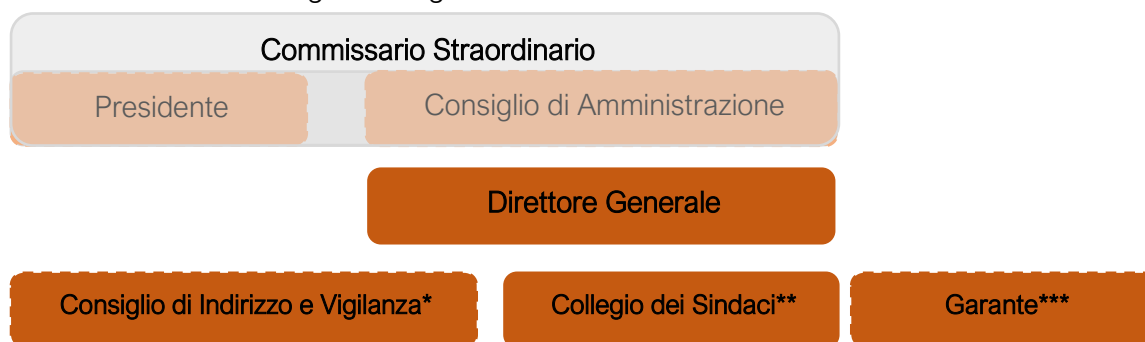 Commissario Straordinario
Presidente
Consiglio di Amministrazione
Direttore Generale
Consiglio di Indirizzo e Vigilanza*
Collegio dei Sindaci**
Garante***